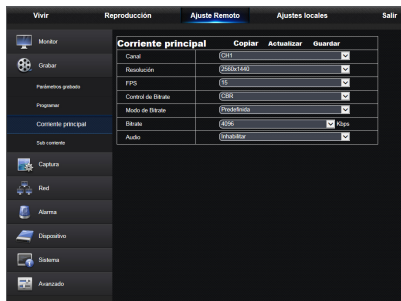 Vivir Reproducción Ajuste Remoto Ajustes locales Salir
Monitor
Grabar
Parámetros grabado
Programar
Corriente principal
Sub corriente
Captura
Red
Alarma
Dispositivo
Sistema
Avanzado
Corriente principal Copiar Actualizar Guardar
Canal CH1
Resolución 2560x1440
FPS 15
Control de Bitrate CBR
Modo de Bitrate Predefinida
Bitrate 4096 Kbps
Audio Inhabilitar